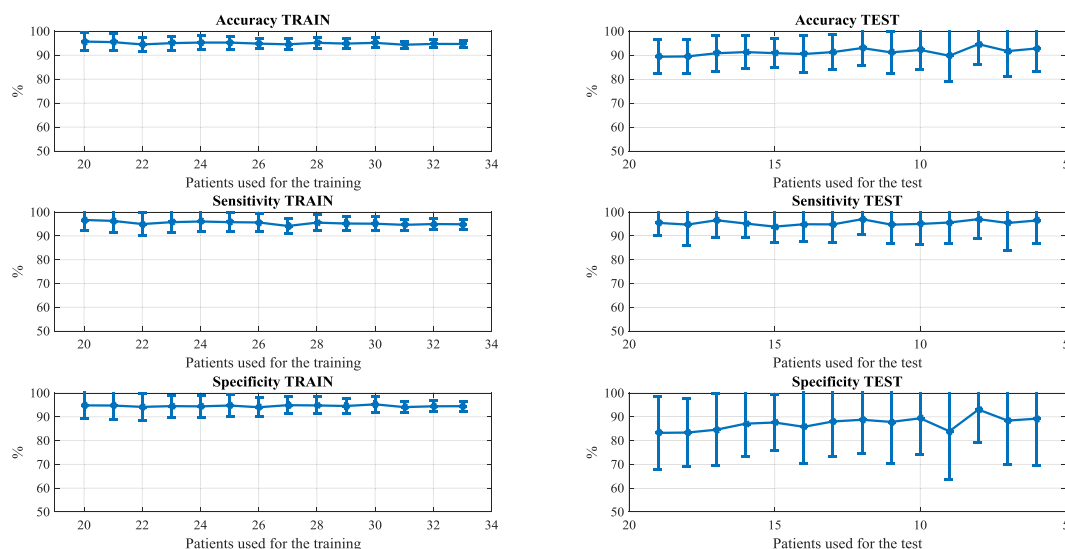 Accuracy TRAIN
100
90
80
70
60
50
%
20 22 24 26 28 30 32 34
Patients used for the training
Accuracy TEST
100
90
80
70
60
50
%
20 15 10 5
Patients used for the test
Sensitivity TRAIN
100
90
80
70
60
50
%
20 22 24 26 28 30 32 34
Patients used for the training
Sensitivity TEST
100
90
80
70
60
50
%
20 15 10 5
Patients used for the test
Specificity TRAIN
100
90
80
70
60
50
%
20 22 24 26 28 30 32 34
Patients used for the training
Specificity TEST
100
90
80
70
60
50
%
20 15 10 5
Patients used for the test